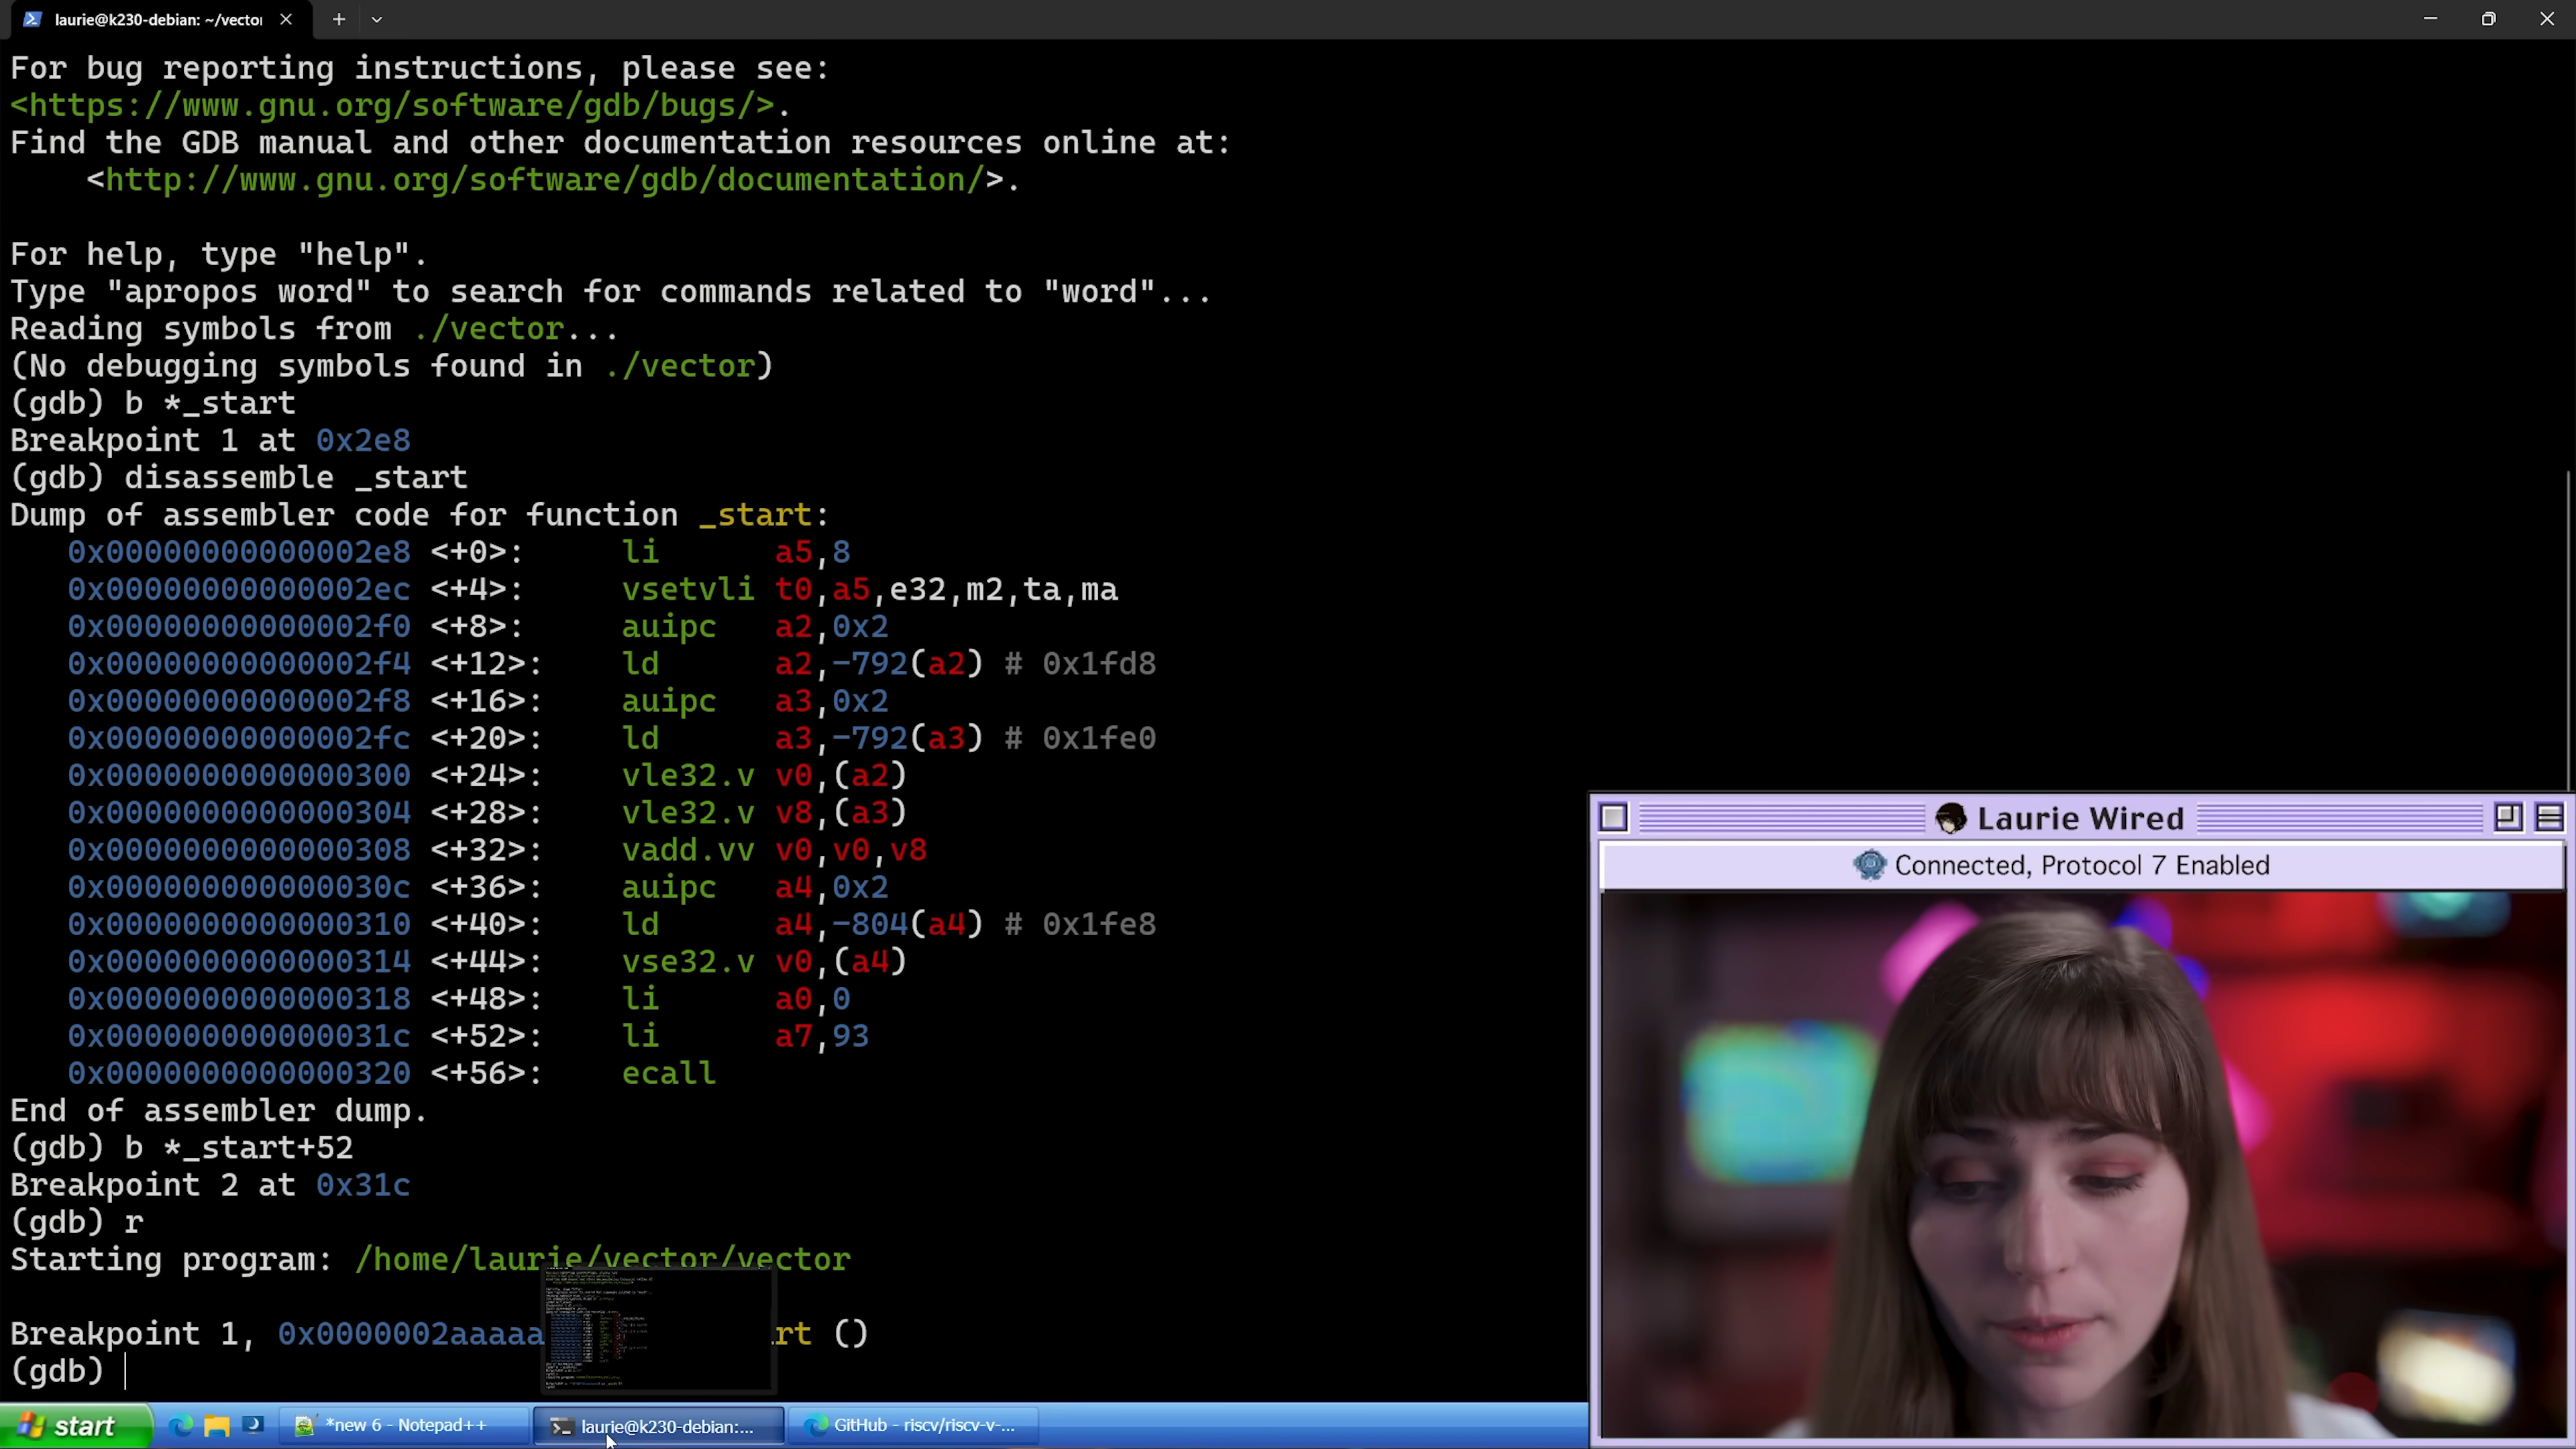 laurie@k230-debian: ~/vecto
For bug reporting instructions, please see:
<https://www.gnu.org/software/gdb/bugs/>.
Find the GDB manual and other documentation resources online at:
<http://www.gnu.org/software/gdb/documentation/>.
For help, type "help".
Type "apropos word" to search for commands related to "word"...
Reading symbols from ./vector...
(No debugging symbols found in ./vector)
(gdb) b *_start
Breakpoint 1 at 0x2e8
(gdb) disassemble _start
Dump of assembler code for function _start:
0x00000000000002e8 <+0>: li a5,8
0x00000000000002ec <+4>: vsetvli t0,a5,e32,m2,ta,ma
0x00000000000002f0 <+8>: auipc a2,0x2
0x00000000000002f4 <+12>: ld a2,-792(a2) # 0x1fd8
0x00000000000002f8 <+16>: auipc a3,0x2
0x00000000000002fc <+20>: ld a3,-792(a3) # 0x1fe0
0x0000000000000300 <+24>: vle32.v v0,(a2)
0x0000000000000304 <+28>: vle32.v v8,(a3)
0x0000000000000308 <+32>: vadd.vv v0,v0,v8
0x000000000000030c <+36>: auipc a4,0x2
0x0000000000000310 <+40>: ld a4,-804(a4) # 0x1fe8
0x0000000000000314 <+44>: vse32.v v0,(a4)
0x0000000000000318 <+48>: li a0,0
0x000000000000031c <+52>: li a7,93
0x0000000000000320 <+56>: ecall
End of assembler dump.
(gdb) b *_start+52
Breakpoint 2 at 0x31c
(gdb) r
Starting program: /home/laurie/vector/vector
Breakpoint 1, 0x0000002aaaaa rt ()
(gdb)
Laurie Wired
Connected, Protocol 7 Enabled
start
*new 6 - Notepad++
laurie@k230-debian:...
GitHub - riscv/riscv-v-...